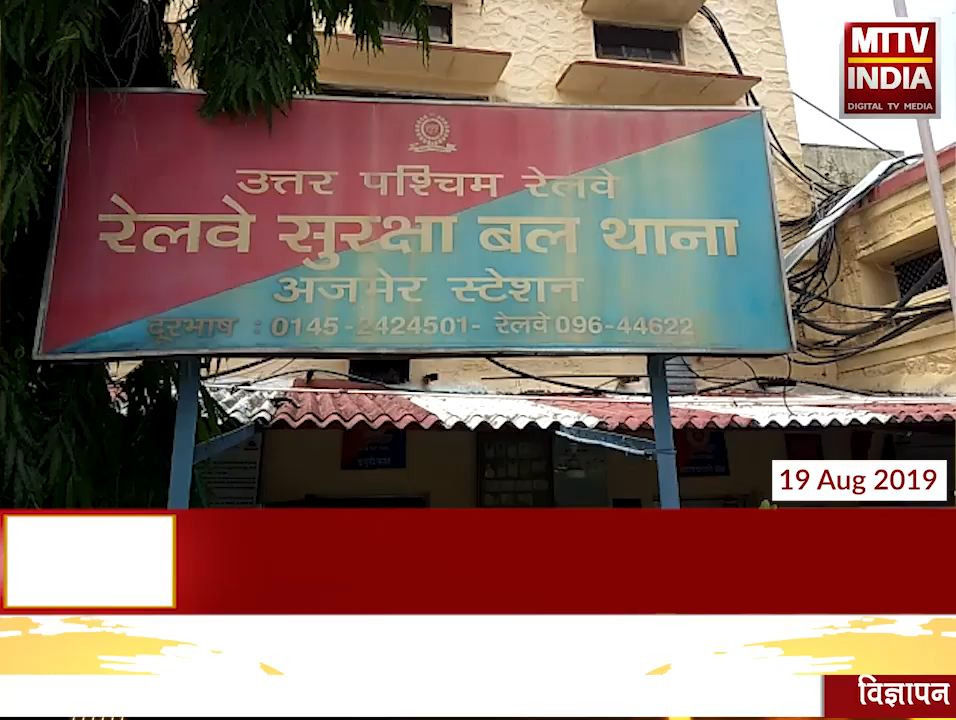 MTTV
INDIA
DIGITAL TV MEDIA
उत्तर पश्चिम रेलवे
रेलवे सुरक्षा बल थाना
अजमेर स्टेशन
दूरभाष : 0145-2424501- रेलवे 096-44622
19 Aug 2019
विज्ञापन